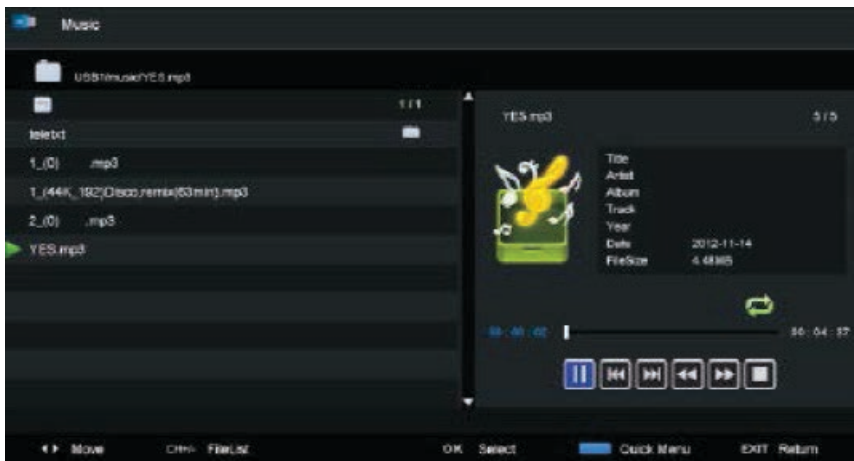 Music
USB1/music/YES.mp3
1/1
teletxt
1_(0) .mp3
1_(44K_192)Disco,remix(63min).mp3
2_(0) .mp3
YES.mp3
YES.mp3 5/5
Title
Artist
Album
Track
Year
Date 2012-11-14
FileSize 4.48MB
00:04:37
Move CH+/- FileList OK Select Quick Menu EXIT Return